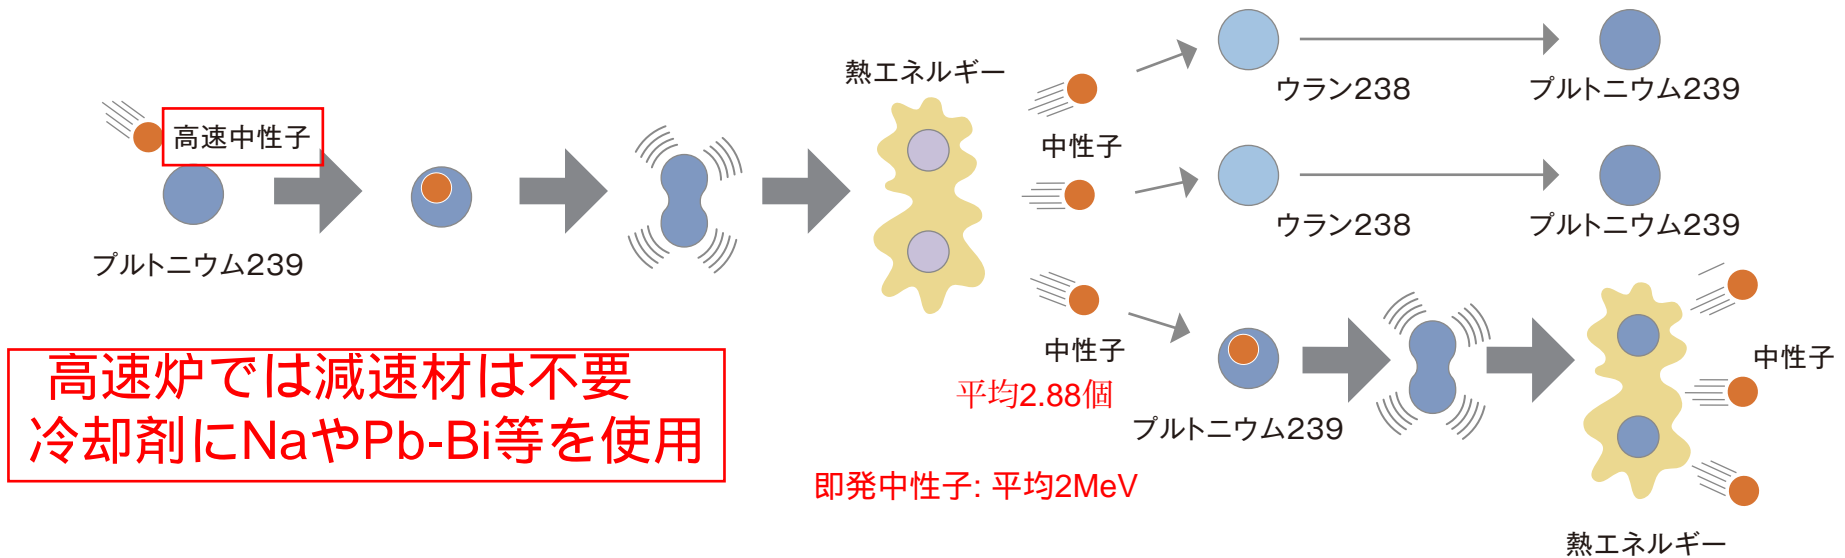 高速中性子
プルトニウム239
熱エネルギー
中性子
中性子
平均2.88個
ウラン238
プルトニウム239
ウラン238
プルトニウム239
プルトニウム239
中性子
熱エネルギー
高速炉では減速材は不要
冷却剤にNaやPb-Bi等を使用
即発中性子: 平均2MeV